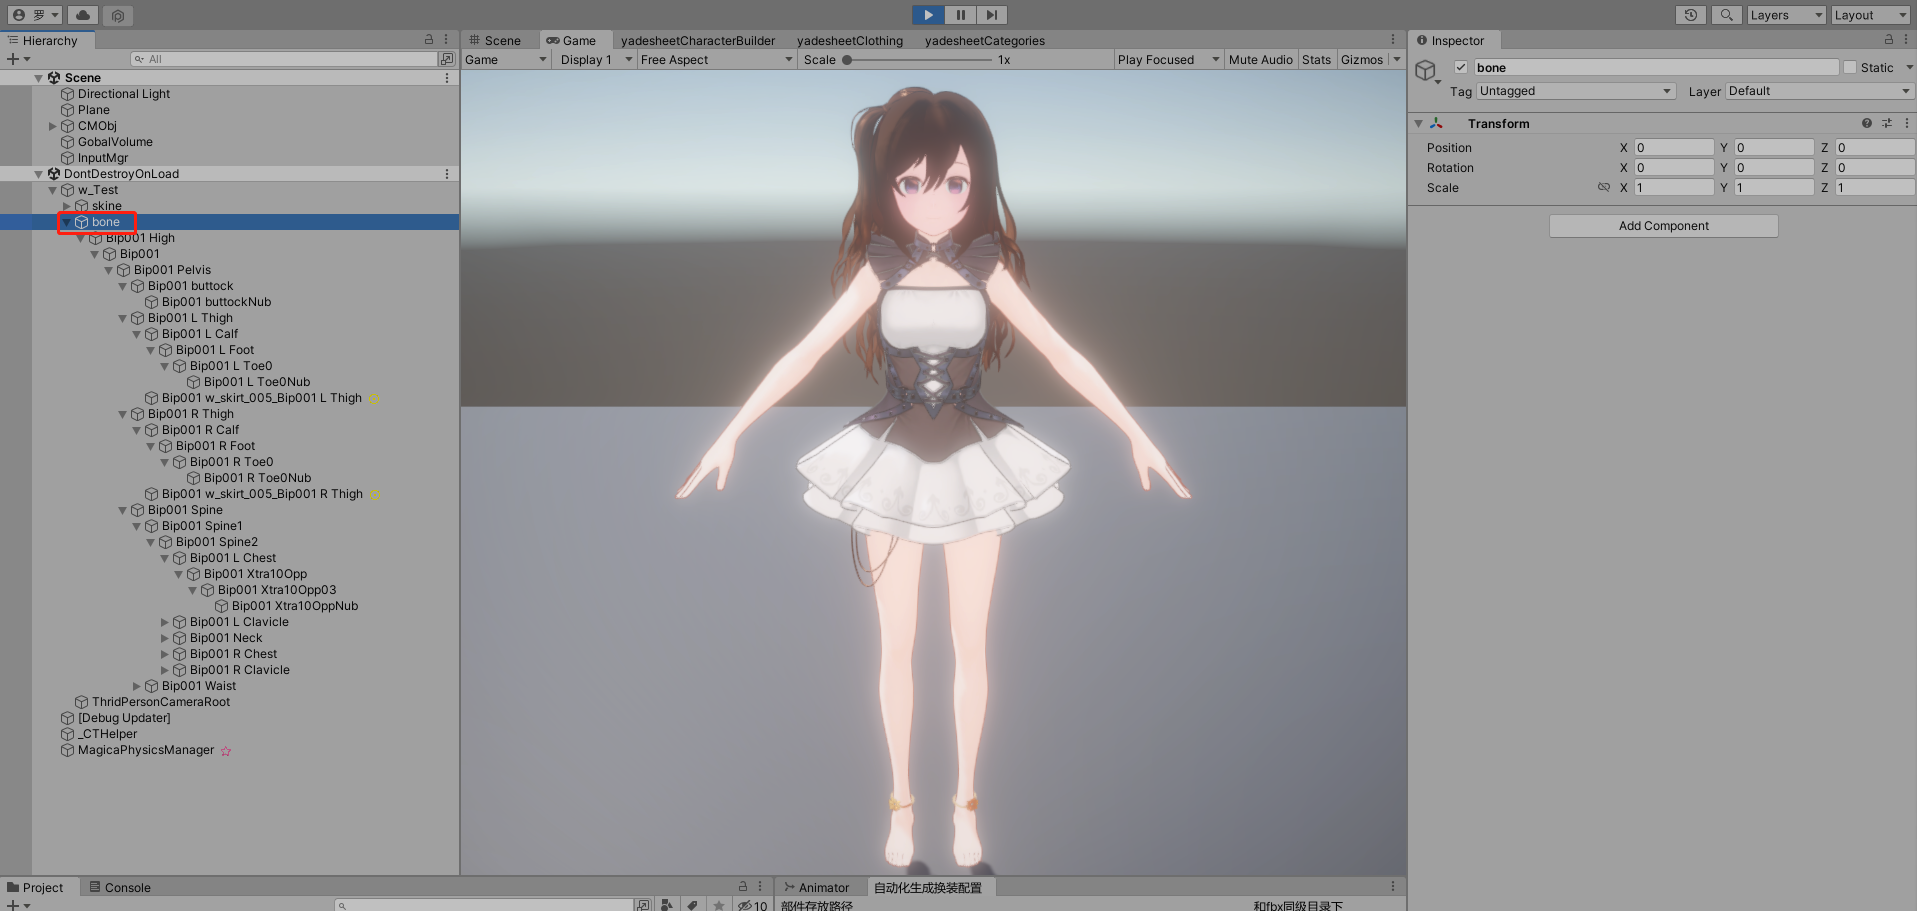 罗
Layers
Layout
Hierarchy
All
Scene
Directional Light
Plane
CMObj
GobalVolume
InputMgr
DontDestroyOnLoad
w_Test
skine
bone
Bip001 High
Bip001
Bip001 Pelvis
Bip001 buttock
Bip001 buttockNub
Bip001 L Thigh
Bip001 L Calf
Bip001 L Foot
Bip001 L Toe0
Bip001 L Toe0Nub
Bip001 w_skirt_005_Bip001 L Thigh
Bip001 R Thigh
Bip001 R Calf
Bip001 R Foot
Bip001 R Toe0
Bip001 R Toe0Nub
Bip001 w_skirt_005_Bip001 R Thigh
Bip001 Spine
Bip001 Spine1
Bip001 Spine2
Bip001 L Chest
Bip001 Xtra10Opp
Bip001 Xtra10Opp03
Bip001 Xtra10OppNub
Bip001 L Clavicle
Bip001 Neck
Bip001 R Chest
Bip001 R Clavicle
Bip001 Waist
ThridPersonCameraRoot
[Debug Updater]
_CTHelper
MagicaPhysicsManager
Scene Game yadesheetCharacterBuilder yadesheetClothing yadesheetCategories
Game Display 1 Free Aspect Scale 1x Play Focused Mute Audio Stats Gizmos
Inspector
bone Static
Tag Untagged Layer Default
Transform
Position X 0 Y 0 Z 0
Rotation X 0 Y 0 Z 0
Scale X 1 Y 1 Z 1
Add Component
Project Console
10
Animator 自动化生成换装配置
部件存放路径 和fbx同级目录下